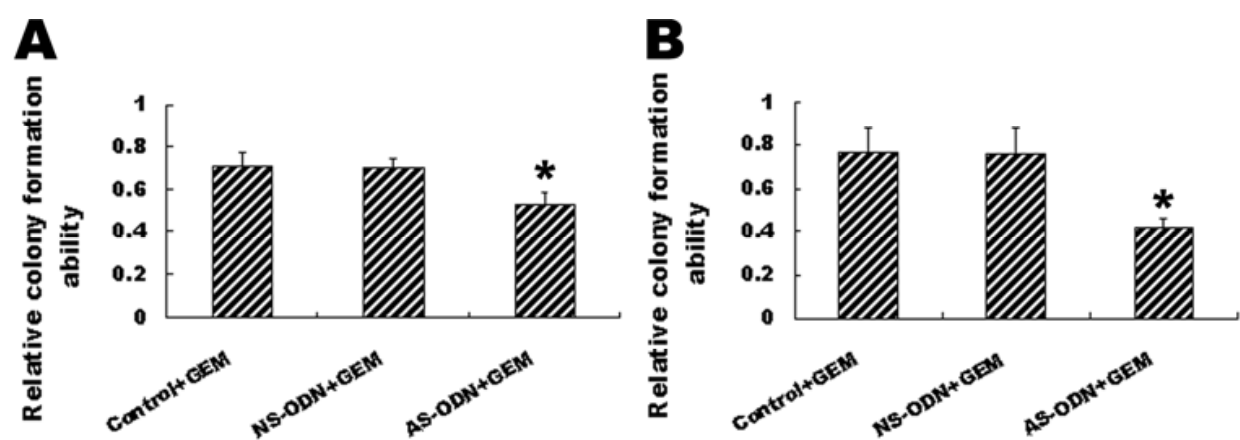 A
Relative colony formation
ability
1
0.8
0.6
0.4
0.2
0
*
Control+GEM
NS-ODN+GEM
AS-ODN+GEM
B
Relative colony formation
ability
1
0.8
0.6
0.4
0.2
0
*
Control+GEM
NS-ODN+GEM
AS-ODN+GEM